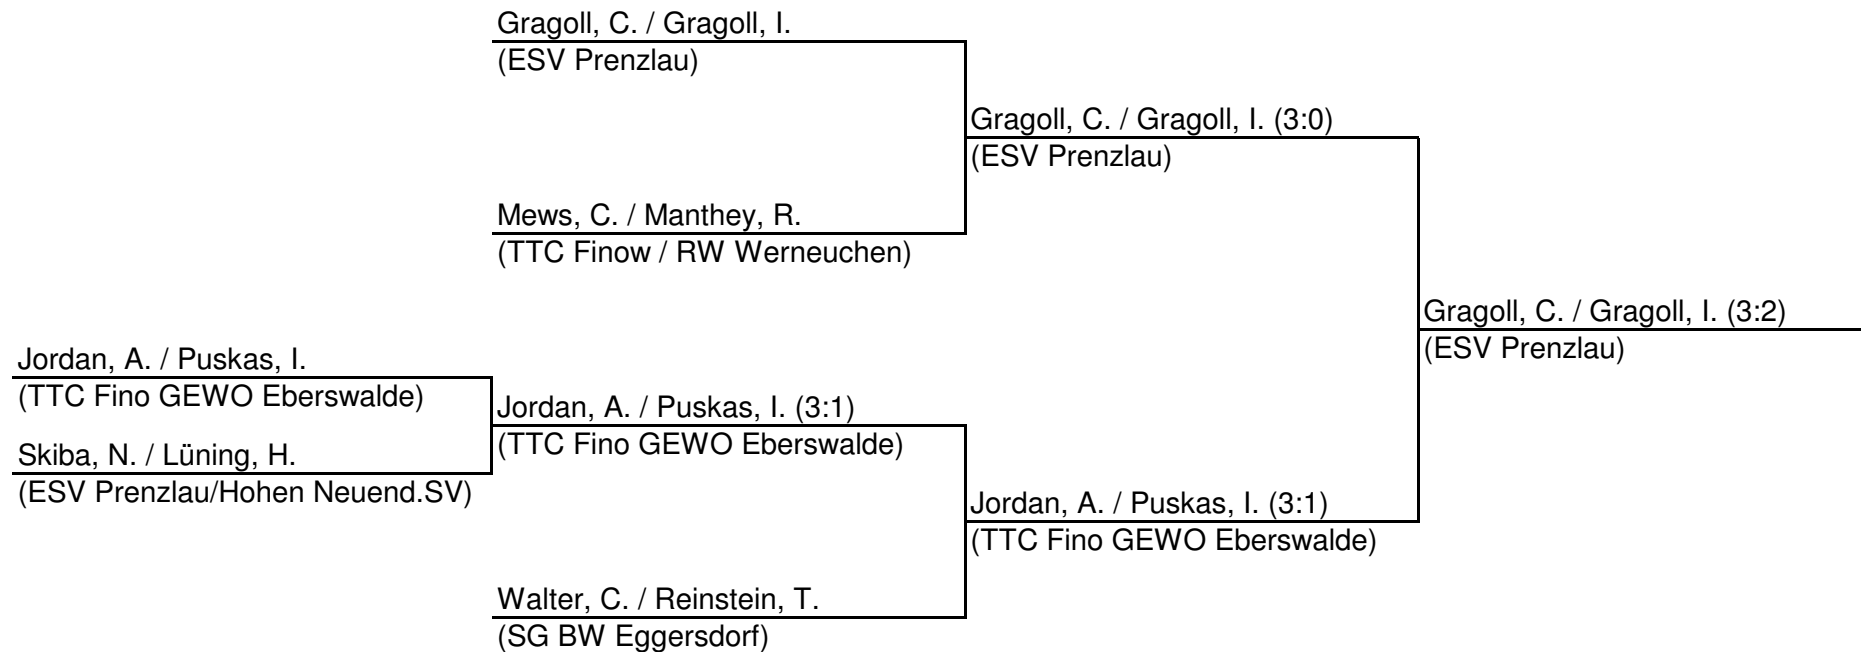 Gragoll, C. / Gragoll, I.
(ESV Prenzlau)
Gragoll, C. / Gragoll, I. (3:0)
(ESV Prenzlau)
Mews, C. / Manthey, R.
(TTC Finow / RW Werneuchen)
Gragoll, C. / Gragoll, I. (3:2)
(ESV Prenzlau)
Jordan, A. / Puskas, I.
(TTC Fino GEWO Eberswalde)
Jordan, A. / Puskas, I. (3:1)
(TTC Fino GEWO Eberswalde)
Skiba, N. / Lüning, H.
(ESV Prenzlau/Hohen Neuend.SV)
Jordan, A. / Puskas, I. (3:1)
(TTC Fino GEWO Eberswalde)
Walter, C. / Reinstein, T.
(SG BW Eggersdorf)